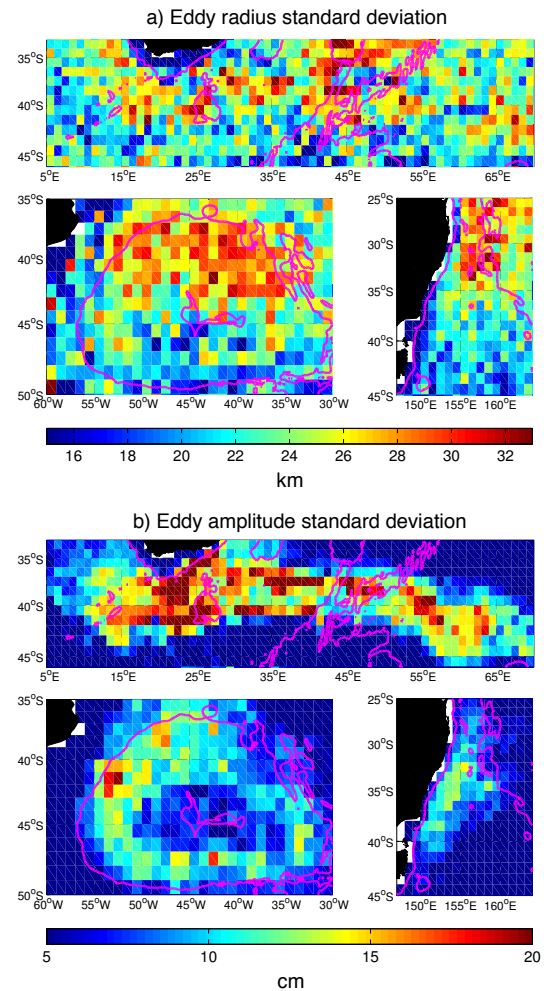 a) Eddy radius standard deviation
35°S
40°S
45°S
5°E 15°E 25°E 35°E 45°E 55°E 65°E
35°S
40°S
45°S
50°S
60°W 55°W 50°W 45°W 40°W 35°W 30°W
25°S
30°S
35°S
40°S
45°S
150°E 155°E 160°E
16 18 20 22 24 26 28 30 32
km
b) Eddy amplitude standard deviation
35°S
40°S
45°S
5°E 15°E 25°E 35°E 45°E 55°E 65°E
35°S
40°S
45°S
50°S
60°W 55°W 50°W 45°W 40°W 35°W 30°W
25°S
30°S
35°S
40°S
45°S
150°E 155°E 160°E
5 10 15 20
cm